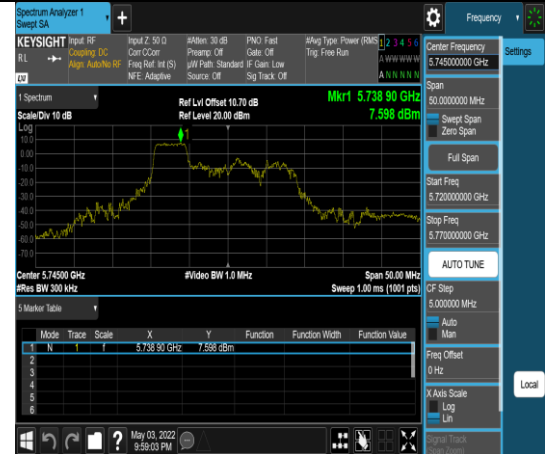 Spectrum Analyzer 1
Swept SA
Frequency
KEYSIGHT
RL
LXI
Input: RF
Coupling: DC
Align: Auto/No RF
Input Z: 50 Ω
Corr CCorr
Freq Ref: Int (S)
NFE: Adaptive
#Atten: 30 dB
Preamp: Off
µW Path: Standard
Source: Off
PNO: Fast
Gate: Off
IF Gain: Low
Sig Track: Off
#Avg Type: Power (RMS)
Trig: Free Run
1 2 3 4 5 6
A W W W W W
A N N N N N
1 Spectrum
Scale/Div 10 dB
Ref Lvl Offset 10.70 dB
Ref Level 20.00 dBm
Mkr1 5.738 90 GHz
7.598 dBm
Log
10.0
0.00
-10.0
-20.0
-30.0
-40.0
-50.0
-60.0
-70.0
1
Center 5.74500 GHz
#Res BW 300 kHz
#Video BW 1.0 MHz
Span 50.00 MHz
Sweep 1.00 ms (1001 pts)
5 Marker Table
Mode Trace Scale X Y Function Function Width Function Value
1 N 1 f 5.738 90 GHz 7.598 dBm
2
3
4
5
6
May 03, 2022
9:59:03 PM
Center Frequency
5.745000000 GHz
Settings
Span
50.0000000 MHz
Swept Span
Zero Span
Full Span
Start Freq
5.720000000 GHz
Stop Freq
5.770000000 GHz
AUTO TUNE
CF Step
5.000000 MHz
Auto
Man
Freq Offset
0 Hz
X Axis Scale
Log
Lin
Signal Track
(Span Zoom)
Local